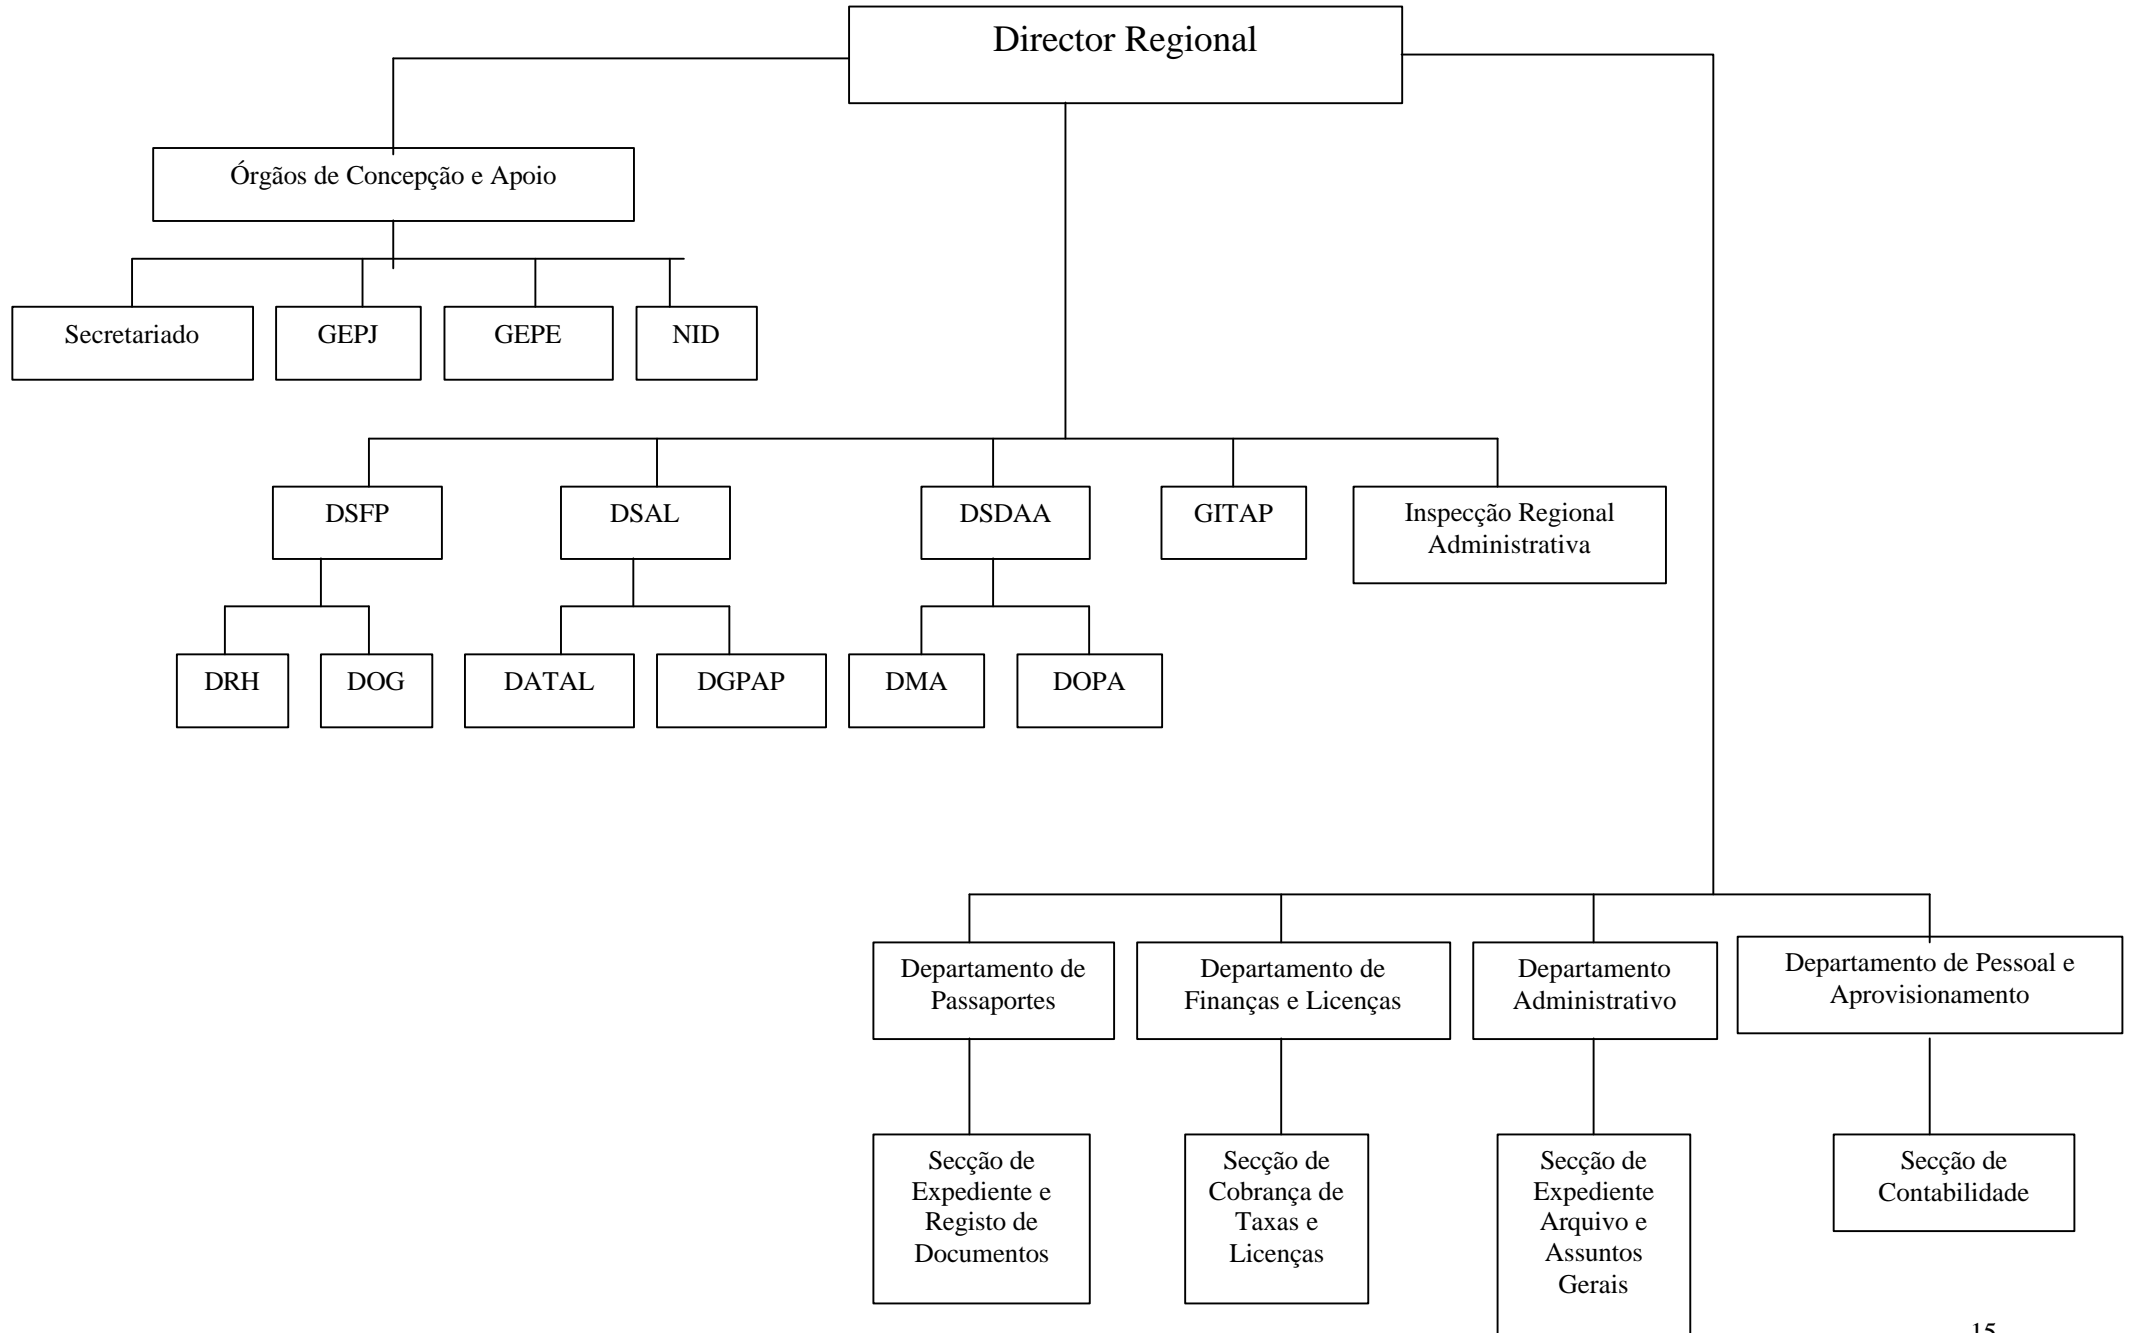 Director Regional
Órgãos de Concepção e Apoio
Secretariado
GEPJ
GEPE
NID
DSFP
DSAL
DSDAA
GITAP
Inspecção Regional
Administrativa
DRH
DOG
DATAL
DGPAP
DMA
DOPA
Departamento de
Passaportes
Departamento de
Finanças e Licenças
Departamento
Administrativo
Departamento de Pessoal e
Aprovisionamento
Secção de
Expediente e
Registo de
Documentos
Secção de
Cobrança de
Taxas e
Licenças
Secção de
Expediente
Arquivo e
Assuntos
Gerais
Secção de
Contabilidade
15